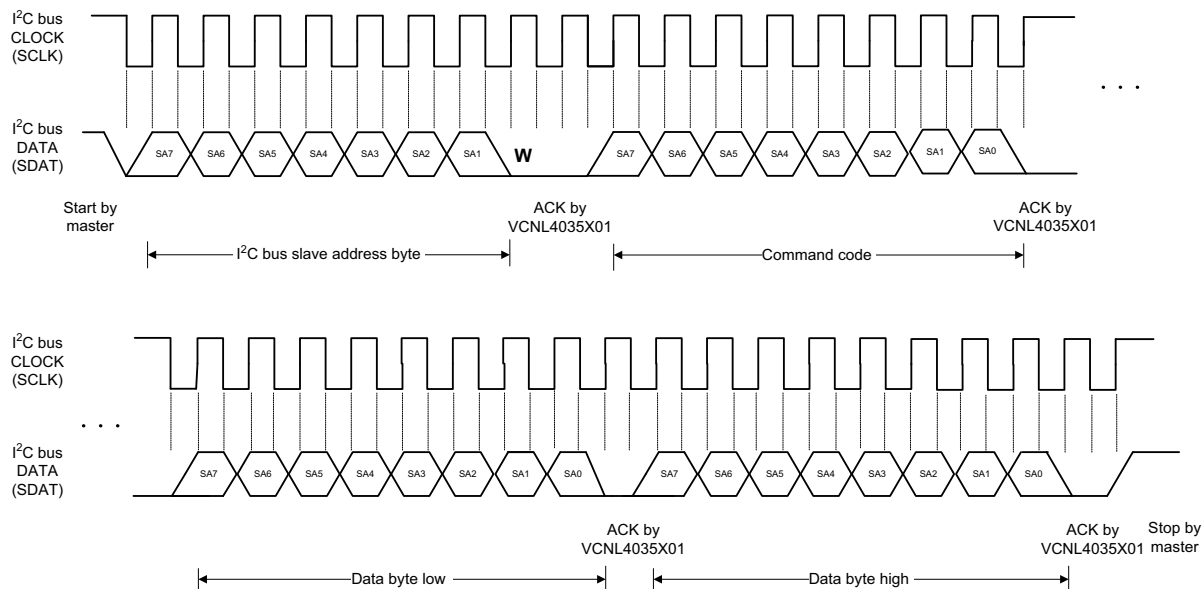 I²C bus
CLOCK
(SCLK)
. . .
I²C bus
DATA
(SDAT)
SA7 SA6 SA5 SA4 SA3 SA2 SA1 W SA7 SA6 SA5 SA4 SA3 SA2 SA1 SA0
Start by
master
ACK by
VCNL4035X01
ACK by
VCNL4035X01
I²C bus slave address byte
Command code
I²C bus
CLOCK
(SCLK)
. . .
I²C bus
DATA
(SDAT)
SA7 SA6 SA5 SA4 SA3 SA2 SA1 SA0 SA7 SA6 SA5 SA4 SA3 SA2 SA1 SA0
ACK by
VCNL4035X01
ACK by
VCNL4035X01
Stop by
master
Data byte low
Data byte high